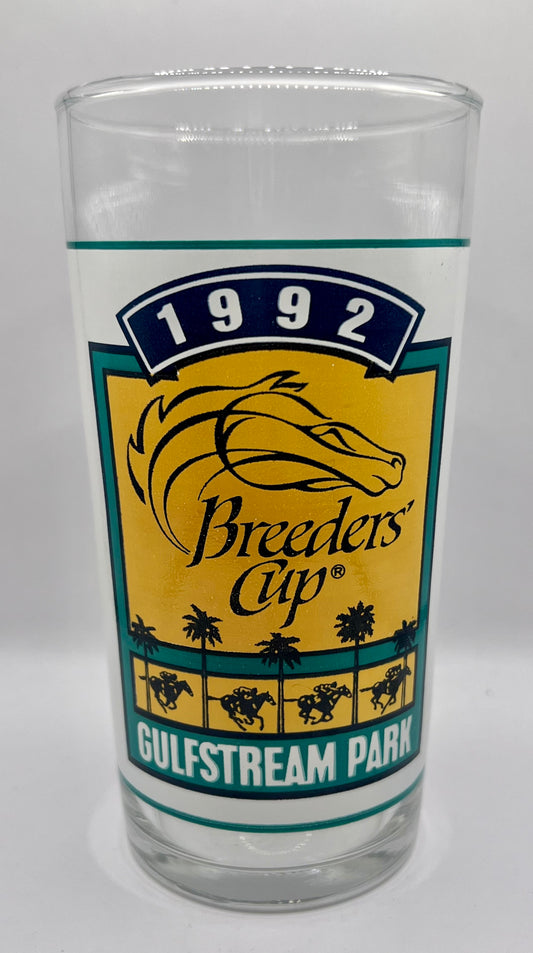 1992
Breeders'
Cup®
GULFSTREAM PARK